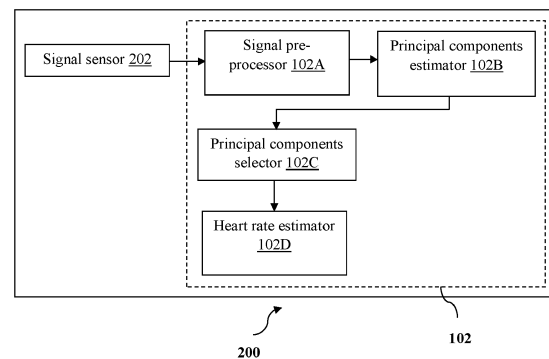 Signal sensor 202
Signal pre-
processor 102A
Principal components
estimator 102B
Principal components
selector 102C
Heart rate estimator
102D
200
102